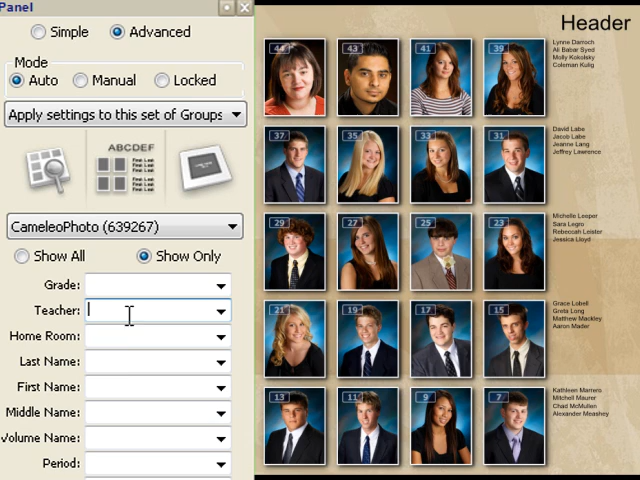 Panel
Simple
Advanced
Mode
Auto
Manual
Locked
Apply settings to this set of Groups
ABCDEF
CameleoPhoto (639267)
Show All
Show Only
Grade:
Teacher:
Home Room:
Last Name:
First Name:
Middle Name:
Volume Name:
Period:
Header
44
43
41
39
Lynne Darroch
Ali Babar Syed
Molly Kokolsky
Coleman Kulig
37
35
33
31
David Labe
Jacob Labe
Jeanne Lang
Jeffrey Lawrence
29
27
25
23
Michelle Leeper
Sara Legro
Rebeccah Leister
Jessica Lloyd
21
19
17
15
Grace Lobell
Greta Long
Matthew Mackley
Aaron Mader
13
11
9
7
Kathleen Marrero
Mitchell Maurer
Chad McMullen
Alexander Meashey